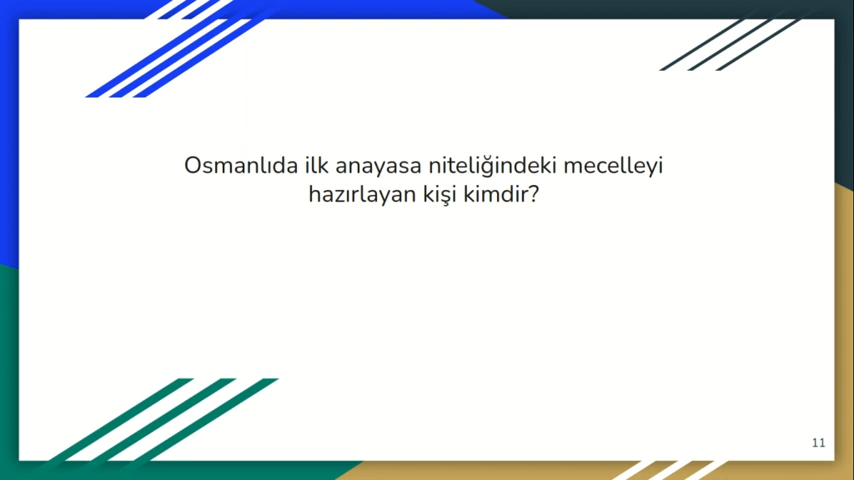 Osmanlıda ilk anayasa niteliğindeki mecelleyi
hazırlayan kişi kimdir?
11